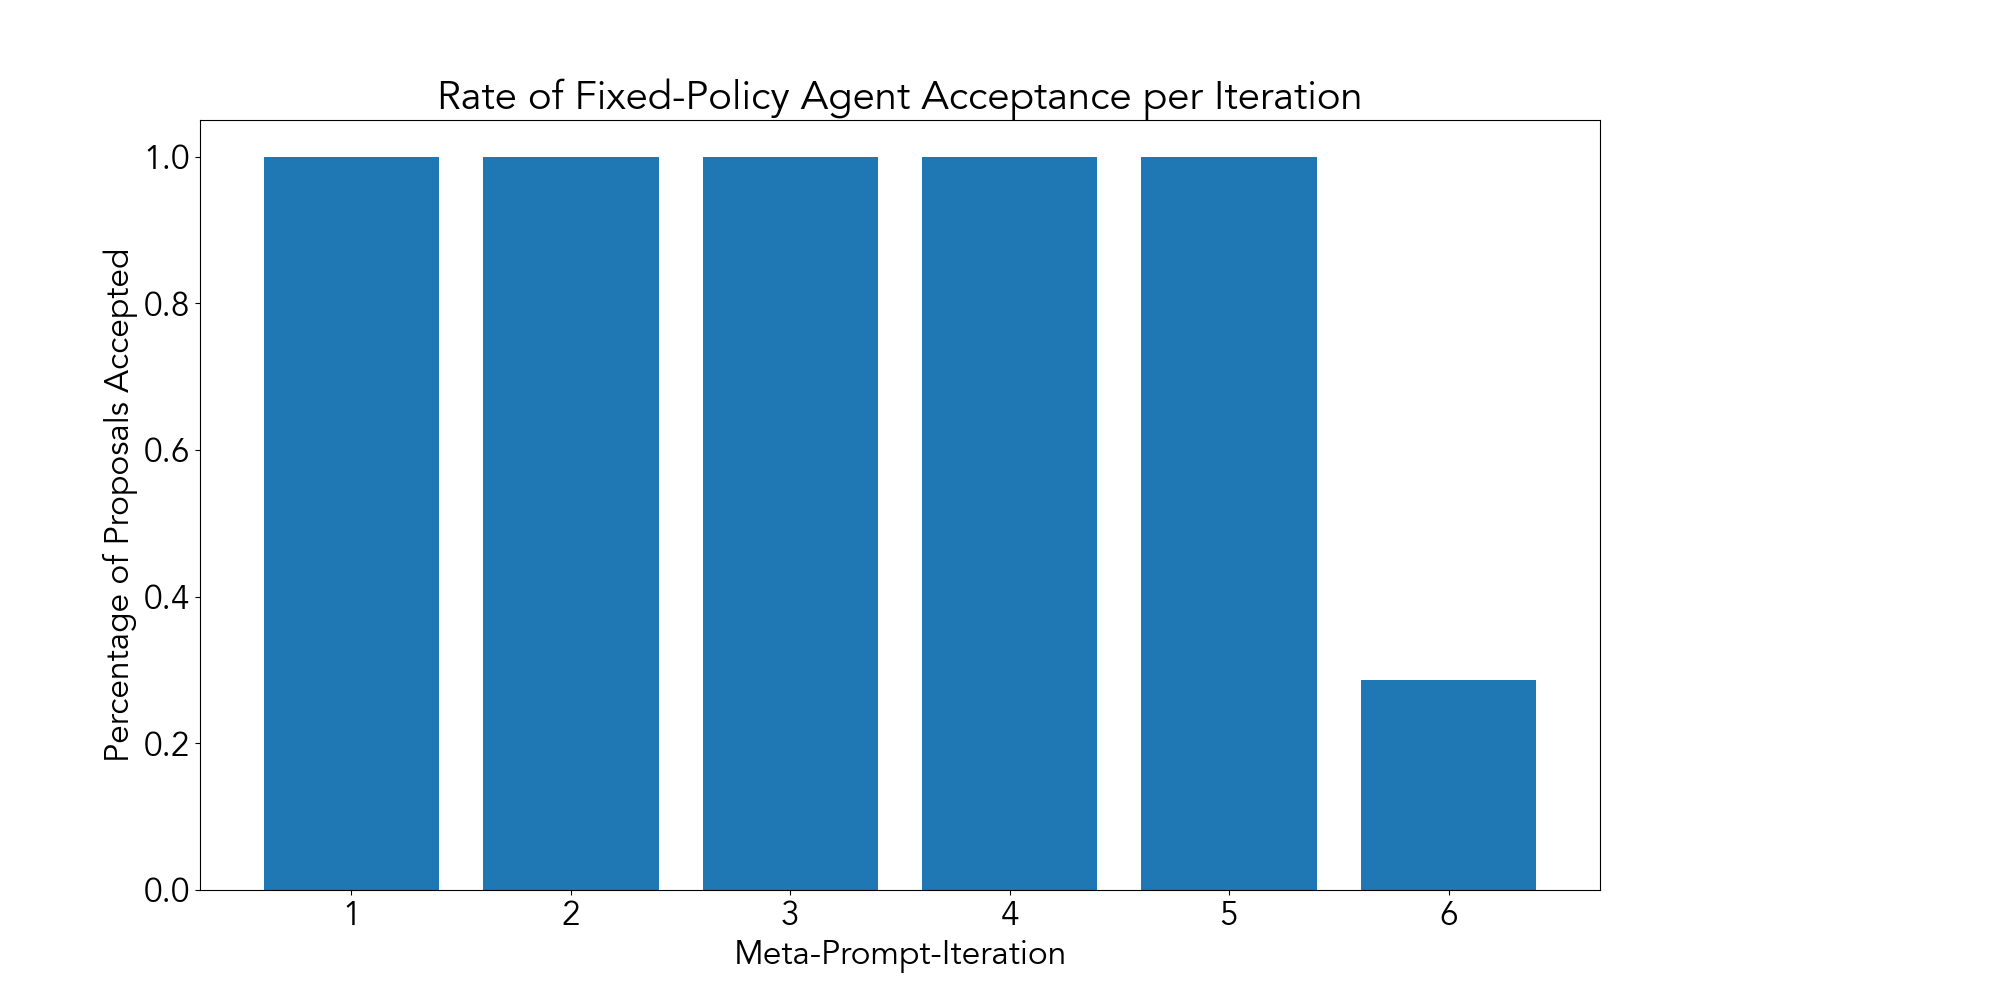 Rate of Fixed-Policy Agent Acceptance per Iteration
Percentage of Proposals Accepted
1.0
0.8
0.6
0.4
0.2
0.0
1 2 3 4 5 6
Meta-Prompt-Iteration